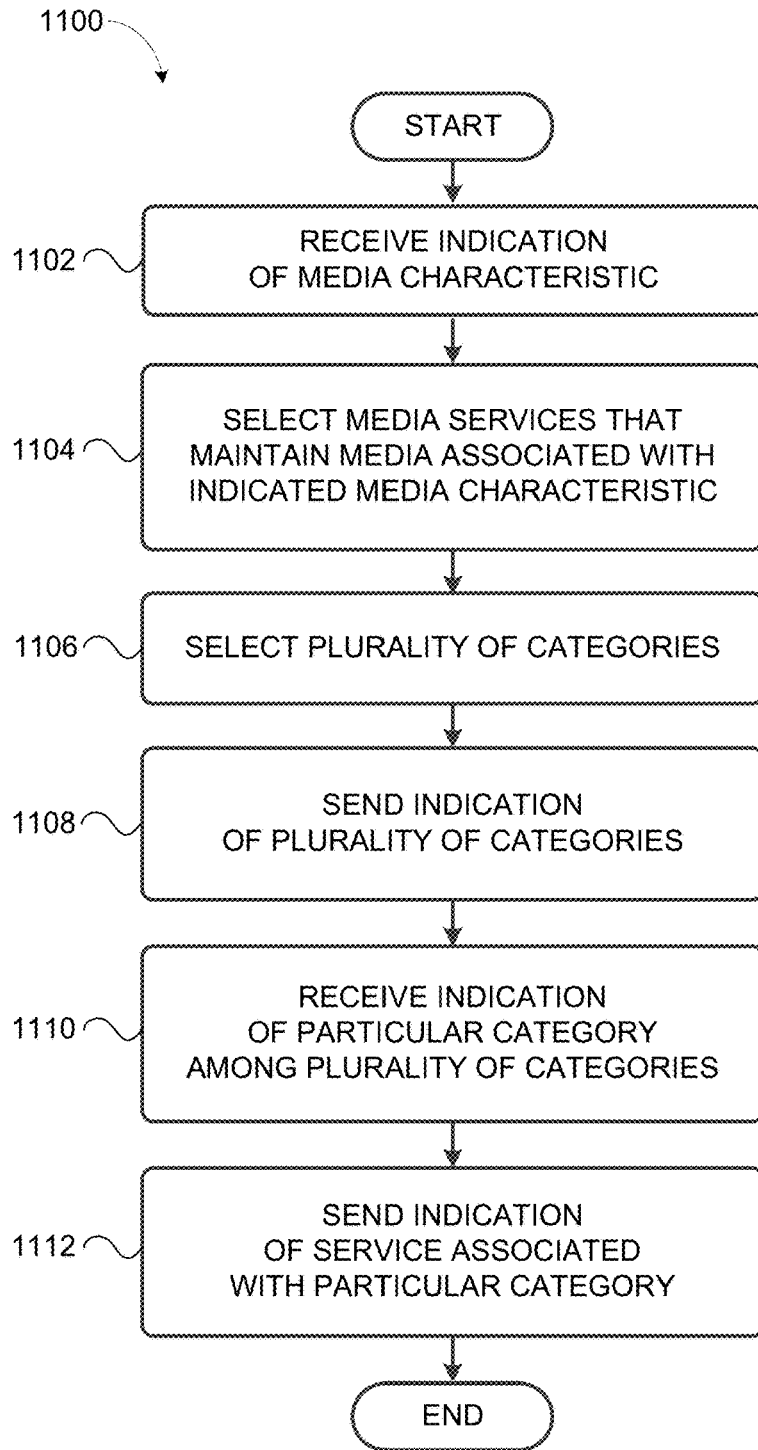 1100
START
1102
RECEIVE INDICATION
OF MEDIA CHARACTERISTIC
1104
SELECT MEDIA SERVICES THAT
MAINTAIN MEDIA ASSOCIATED WITH
INDICATED MEDIA CHARACTERISTIC
1106
SELECT PLURALITY OF CATEGORIES
1108
SEND INDICATION
OF PLURALITY OF CATEGORIES
1110
RECEIVE INDICATION
OF PARTICULAR CATEGORY
AMONG PLURALITY OF CATEGORIES
1112
SEND INDICATION
OF SERVICE ASSOCIATED
WITH PARTICULAR CATEGORY
END